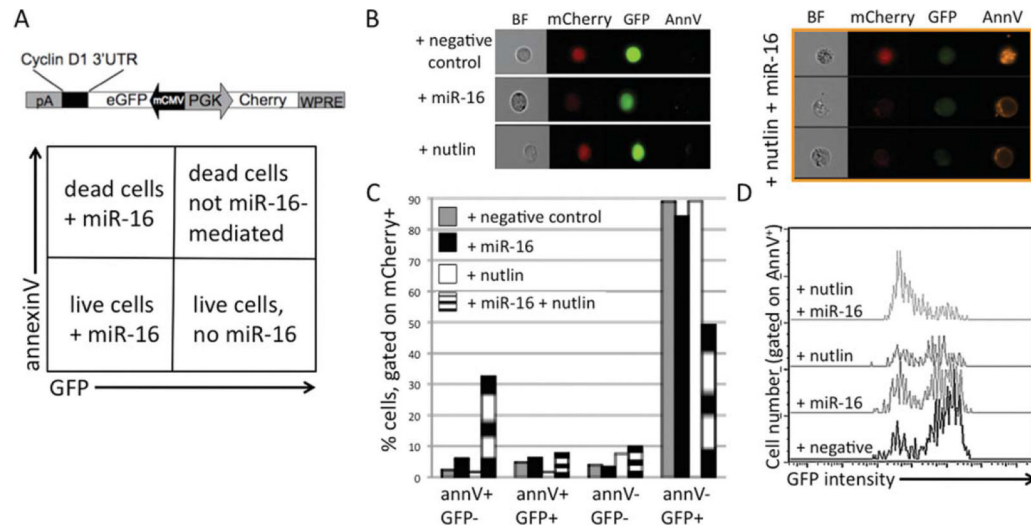 A
Cyclin D1 3'UTR
pA
eGFP
mCMV
PGK
Cherry
WPRE
annexinV
dead cells
+ miR-16
dead cells
not miR-16-
mediated
live cells
+ miR-16
live cells,
no miR-16
GFP
B
BF mCherry GFP AnnV
+ negative
control
+ miR-16
+ nutlin
BF mCherry GFP AnnV
+ nutlin + miR-16
C
% cells, gated on mCherry+
90
80
70
60
50
40
30
20
10
0
+ negative control
+ miR-16
+ nutlin
+ miR-16 + nutlin
annV+
GFP-
annV+
GFP+
annV-
GFP-
annV-
GFP+
D
Cell number (gated on AnnV+)
+ nutlin
+ miR-16
+ nutlin
+ miR-16
+ negative
GFP intensity